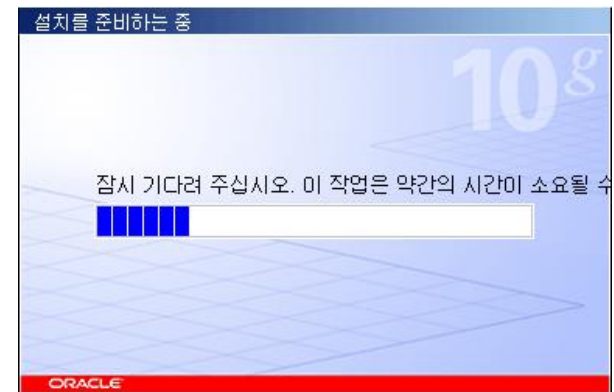 설치를 준비하는 중
10g
잠시 기다려 주십시오. 이 작업은 약간의 시간이 소요될 수
ORACLE